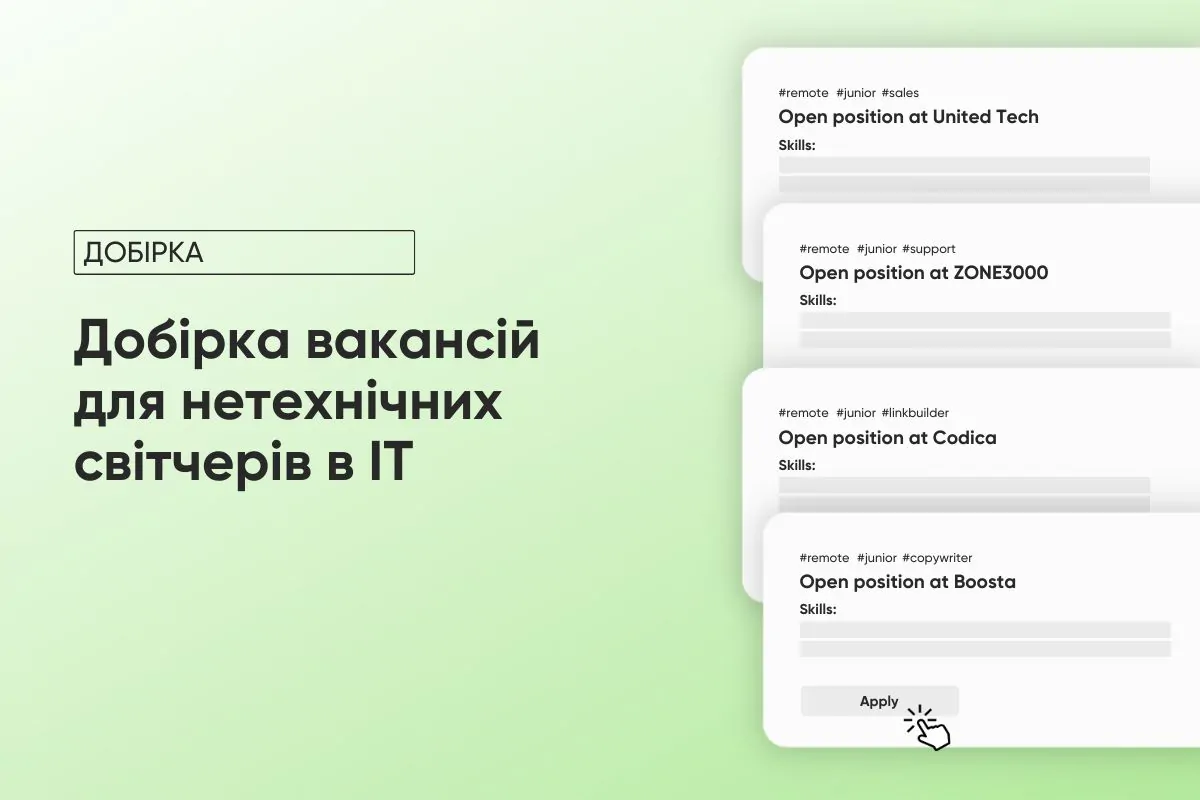 ДОБІРКА
Добірка вакансій
для нетехнічних
світчерів в ІТ
#remote #junior #sales
Open position at United Tech
Skills:
#remote #junior #support
Open position at ZONE3000
Skills:
#remote #junior #linkbuilder
Open position at Codica
Skills:
#remote #junior #copywriter
Open position at Boosta
Skills:
Apply